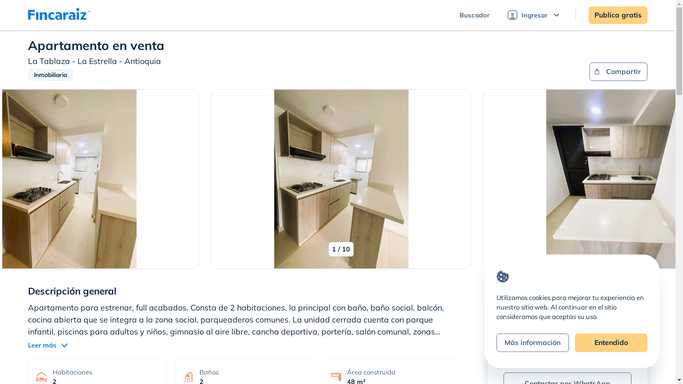 Fincaraiz
Buscador
Ingresar
Publica gratis
Apartamento en venta
La Tablaza - La Estrella - Antioquia
Inmobiliaria
Compartir
1 / 10
Descripción general
Apartamento para estrenar, full acabados. Consta de 2 habitaciones, la principal con baño, baño social, balcón,
cocina abierta que se integra a la zona social, parqueaderos comunes. La unidad cerrada cuenta con parque
infantil, piscinas para adultos y niños, gimnasio al aire libre, cancha deportiva, portería, salón comunal, zonas...
Leer más
Habitaciones
2
Baños
2
Área construida
48 m²
Utilizamos cookies para mejorar tu experiencia en
nuestro sitio web. Al continuar en el sitio
consideramos que aceptas su uso.
Más información
Entendido
Contactar por WhatsApp